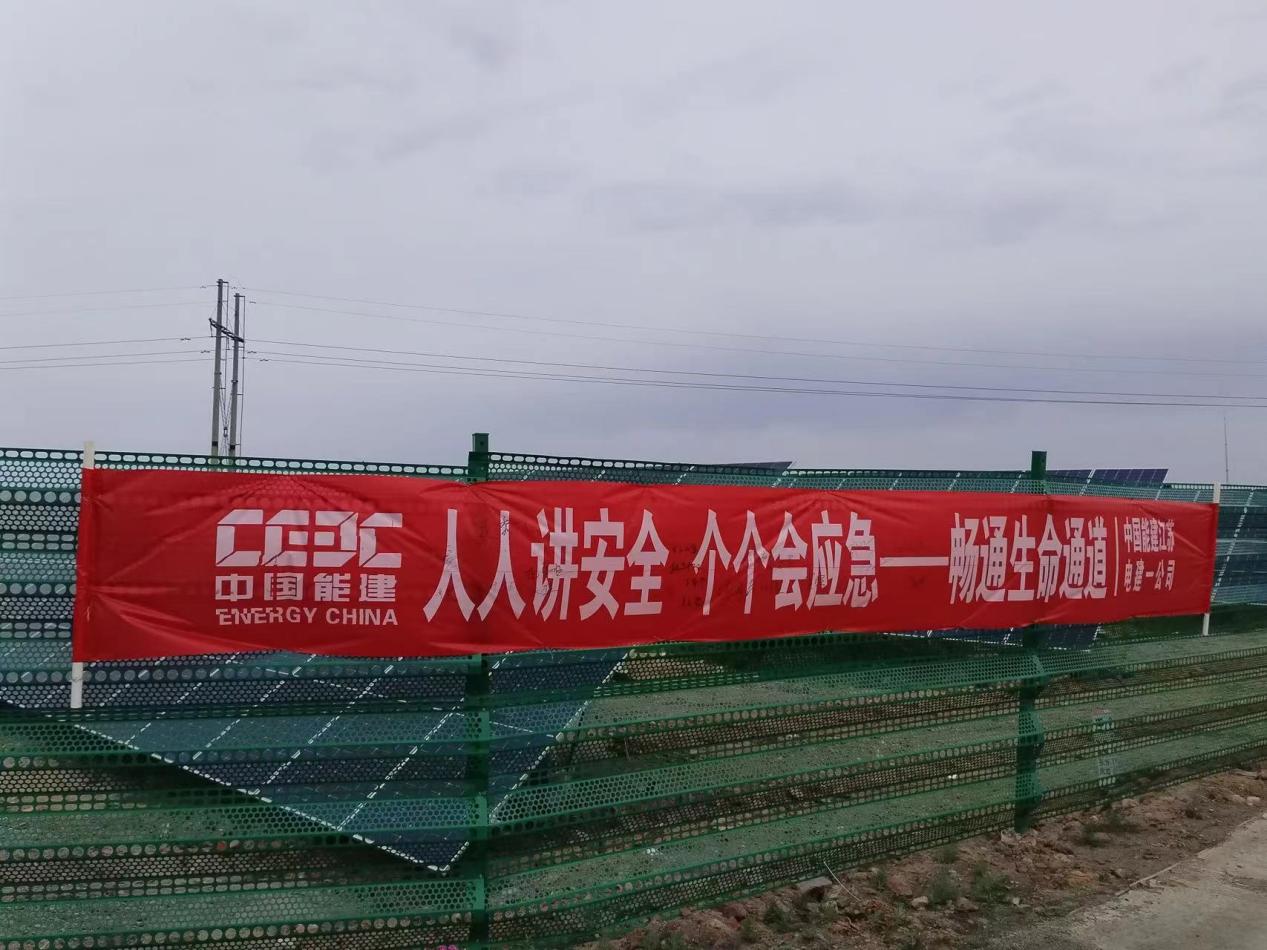 CEEC
中国能建
ENERGY CHINA
人人讲安全 个个会应急——畅通生命通道
中国能建江苏
电建一公司